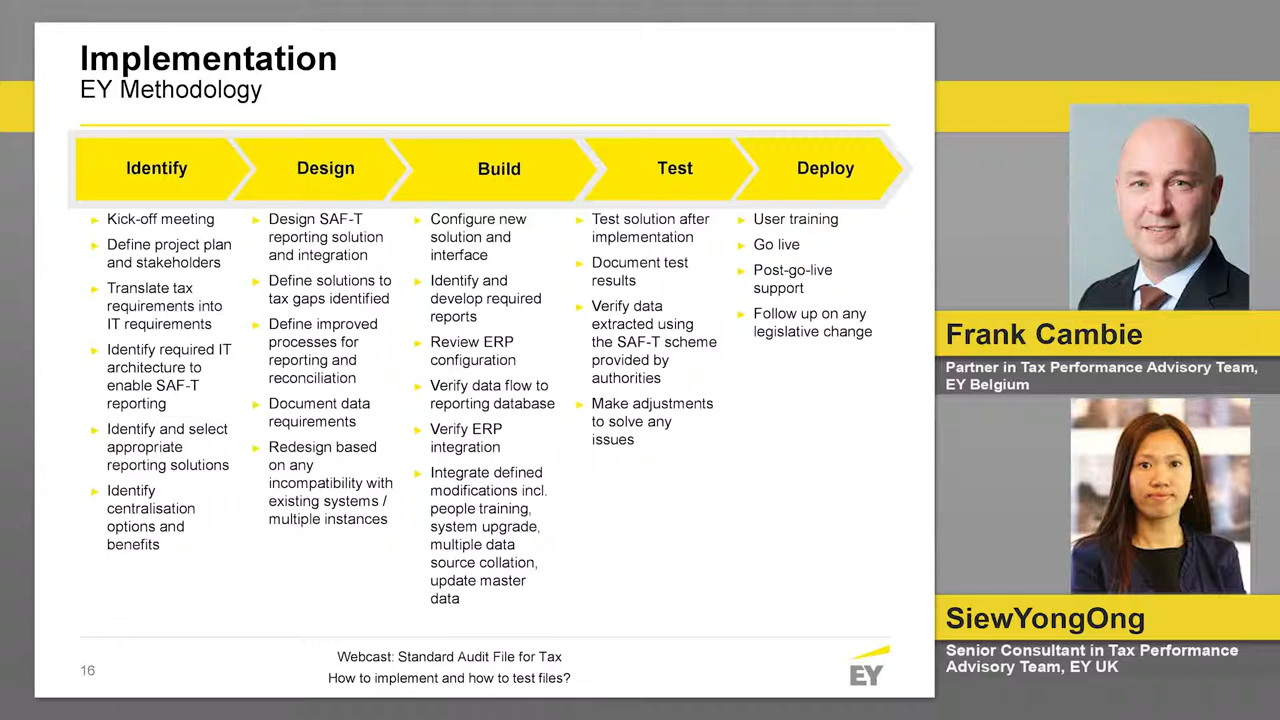 Implementation
EY Methodology
Identify
Design
Build
Test
Deploy
Kick-off meeting
Define project plan
and stakeholders
Translate tax
requirements into
IT requirements
Identify required IT
architecture to
enable SAF-T
reporting
Identify and select
appropriate
reporting solutions
Identify
centralisation
options and
benefits
Design SAF-T
reporting solution
and integration
Define solutions to
tax gaps identified
Define improved
processes for
reporting and
reconciliation
Document data
requirements
Redesign based
on any
incompatibility with
existing systems /
multiple instances
Configure new
solution and
interface
Identify and
develop required
reports
Review ERP
configuration
Verify data flow to
reporting database
Verify ERP
integration
Integrate defined
modifications incl.
people training,
system upgrade,
multiple data
source collation,
update master
data
Test solution after
implementation
Document test
results
Verify data
extracted using
the SAF-T scheme
provided by
authorities
Make adjustments
to solve any
issues
User training
Go live
Post-go-live
support
Follow up on any
legislative change
16
Webcast: Standard Audit File for Tax
How to implement and how to test files?
EY
Frank Cambie
Partner in Tax Performance Advisory Team,
EY Belgium
SiewYongOng
Senior Consultant in Tax Performance
Advisory Team, EY UK